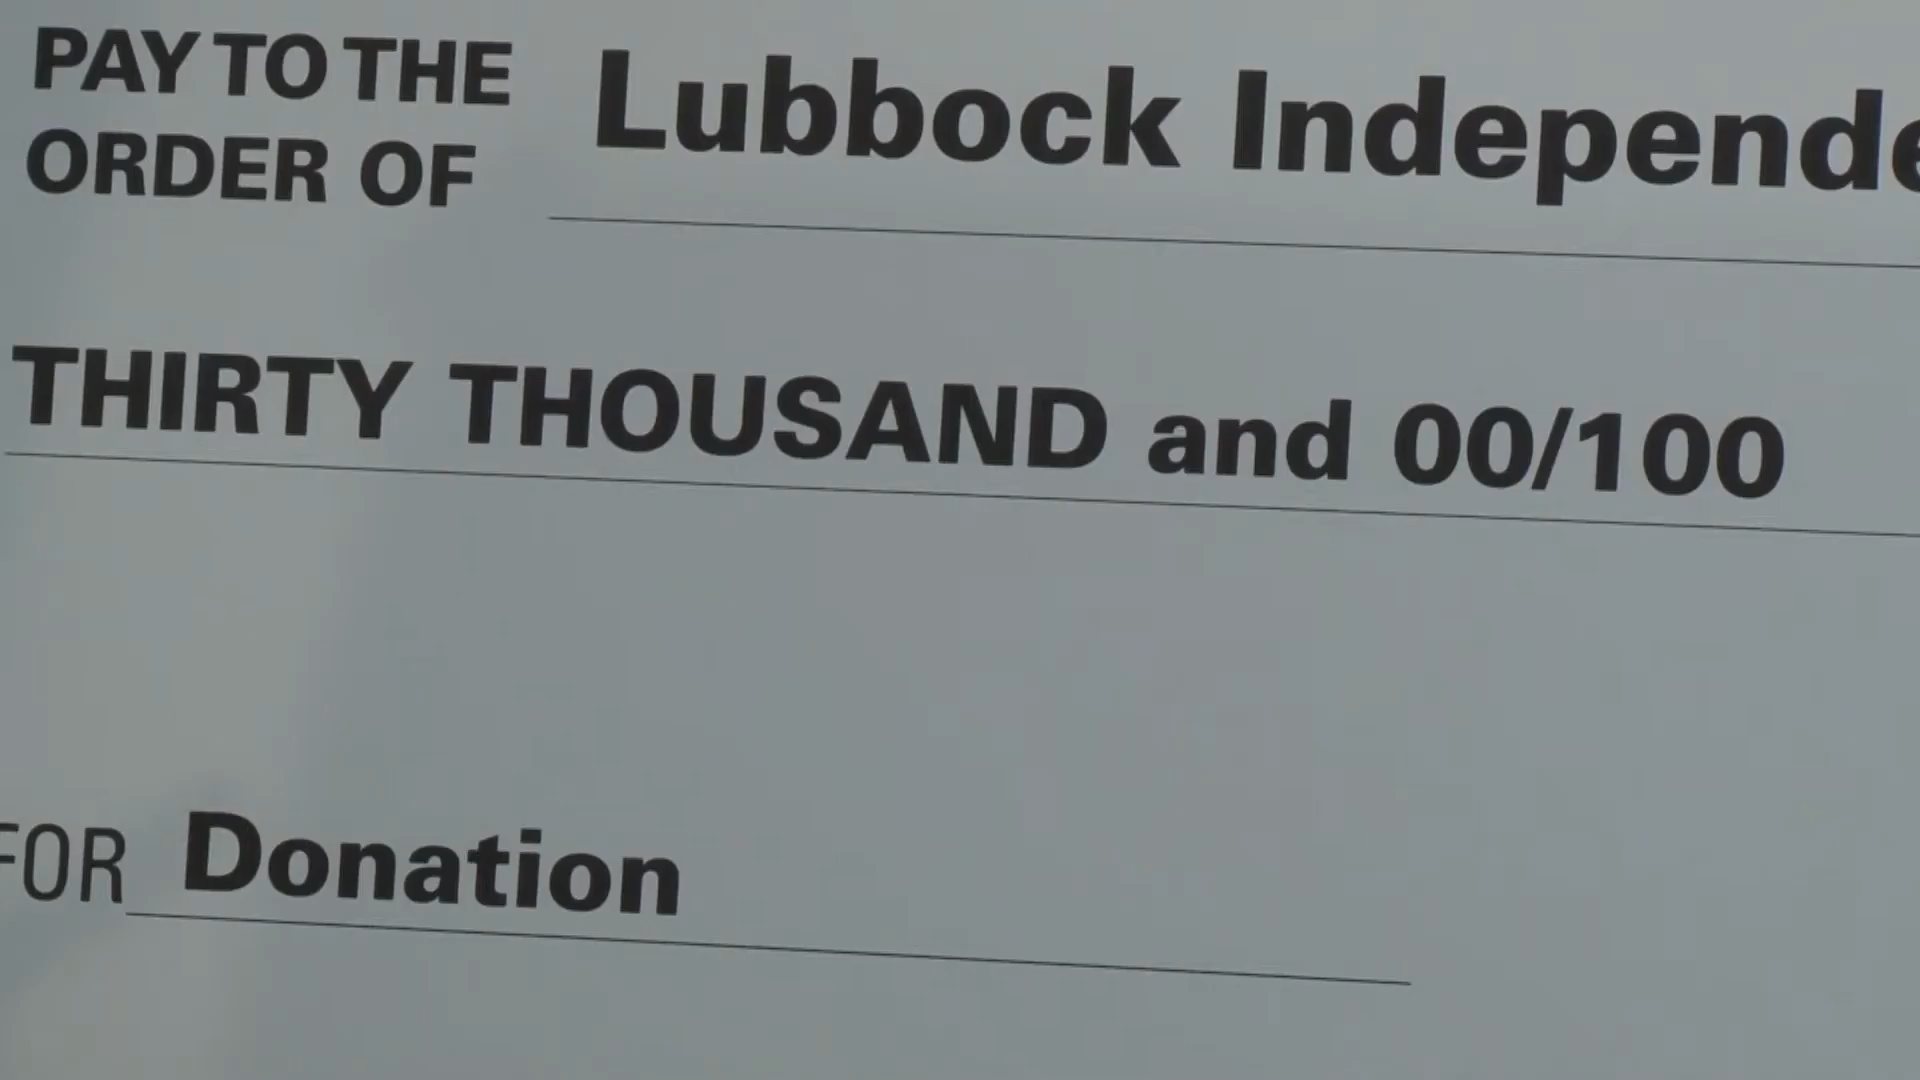 PAY TO THE
ORDER OF
Lubbock Independe
THIRTY THOUSAND and 00/100
FOR Donation